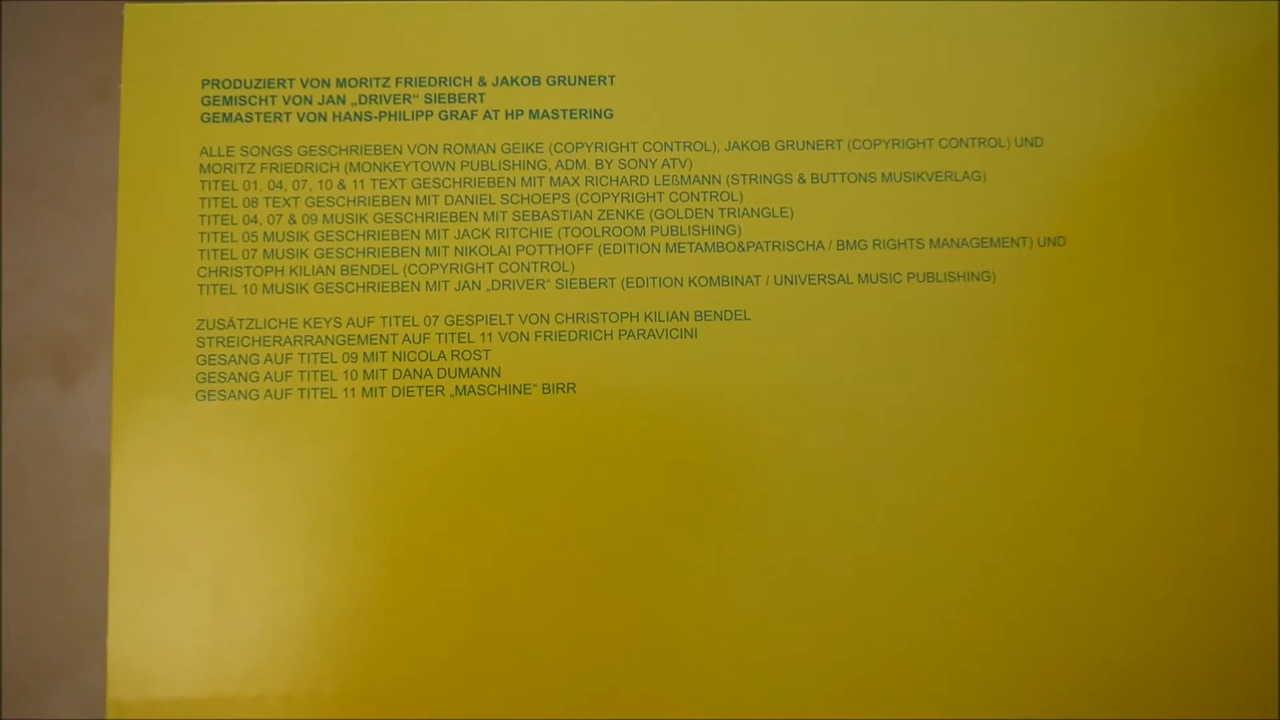 PRODUZIERT VON MORITZ FRIEDRICH & JAKOB GRUNERT
GEMISCHT VON JAN „DRIVER“ SIEBERT
GEMASTERT VON HANS-PHILIPP GRAF AT HP MASTERING
ALLE SONGS GESCHRIEBEN VON ROMAN GEIKE (COPYRIGHT CONTROL), JAKOB GRUNERT (COPYRIGHT CONTROL) UND
MORITZ FRIEDRICH (MONKEYTOWN PUBLISHING, ADM. BY SONY ATV)
TITEL 01, 04, 07, 10 & 11 TEXT GESCHRIEBEN MIT MAX RICHARD LEßMANN (STRINGS & BUTTONS MUSIKVERLAG)
TITEL 08 TEXT GESCHRIEBEN MIT DANIEL SCHOEPS (COPYRIGHT CONTROL)
TITEL 04, 07 & 09 MUSIK GESCHRIEBEN MIT SEBASTIAN ZENKE (GOLDEN TRIANGLE)
TITEL 05 MUSIK GESCHRIEBEN MIT JACK RITCHIE (TOOLROOM PUBLISHING)
TITEL 07 MUSIK GESCHRIEBEN MIT NIKOLAI POTTHOFF (EDITION METAMBO&PATRISCHA / BMG RIGHTS MANAGEMENT) UND
CHRISTOPH KILIAN BENDEL (COPYRIGHT CONTROL)
TITEL 10 MUSIK GESCHRIEBEN MIT JAN „DRIVER“ SIEBERT (EDITION KOMBINAT / UNIVERSAL MUSIC PUBLISHING)
ZUSÄTZLICHE KEYS AUF TITEL 07 GESPIELT VON CHRISTOPH KILIAN BENDEL
STREICHERARRANGEMENT AUF TITEL 11 VON FRIEDRICH PARAVICINI
GESANG AUF TITEL 09 MIT NICOLA ROST
GESANG AUF TITEL 10 MIT DANA DUMANN
GESANG AUF TITEL 11 MIT DIETER „MASCHINE“ BIRR